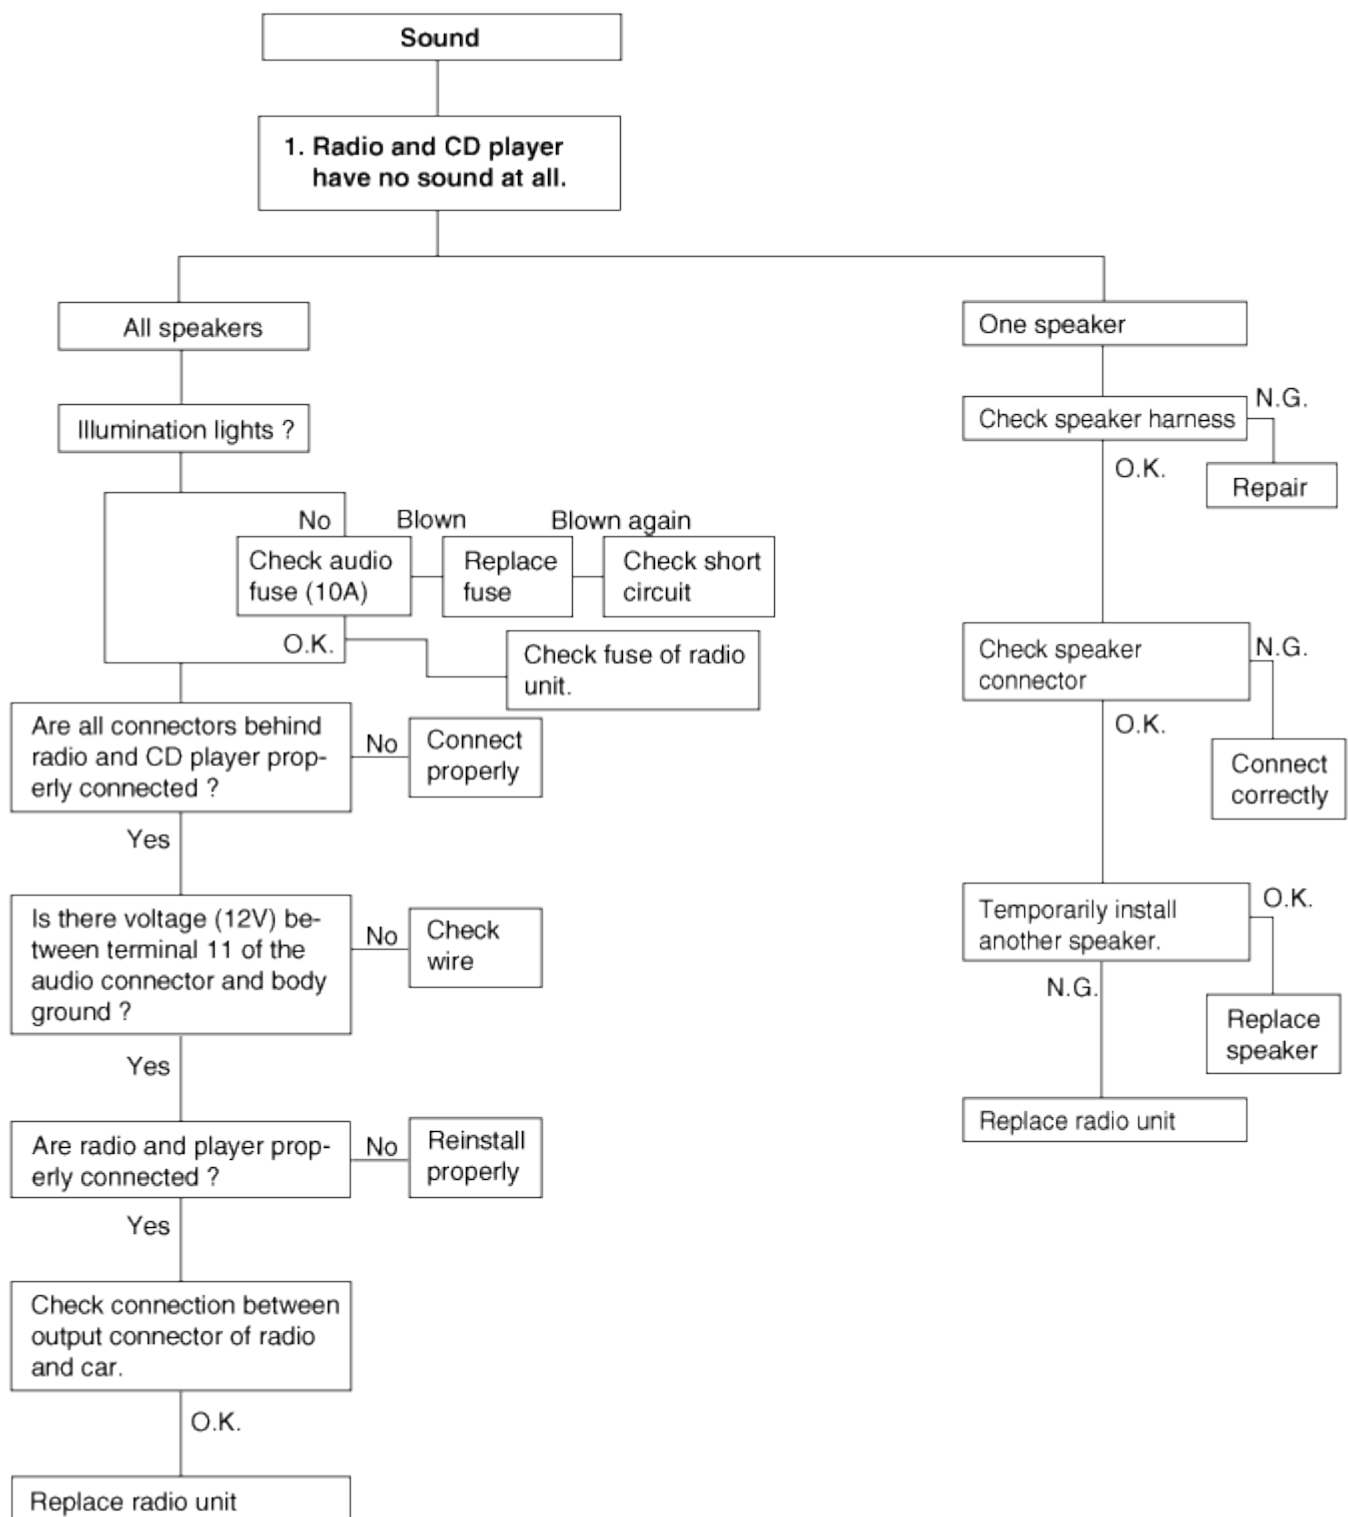 Sound
1. Radio and CD player
have no sound at all.
All speakers
Illumination lights ?
No
Blown
Blown again
Check audio
fuse (10A)
Replace
fuse
Check short
circuit
O.K.
Check fuse of radio
unit.
Are all connectors behind
radio and CD player prop-
erly connected ?
No
Connect
properly
Yes
Is there voltage (12V) be-
tween terminal 11 of the
audio connector and body
ground ?
No
Check
wire
Yes
Are radio and player prop-
erly connected ?
No
Reinstall
properly
Yes
Check connection between
output connector of radio
and car.
O.K.
Replace radio unit
One speaker
Check speaker harness
N.G.
Repair
O.K.
Check speaker
connector
N.G.
Connect
correctly
O.K.
Temporarily install
another speaker.
O.K.
Replace
speaker
N.G.
Replace radio unit